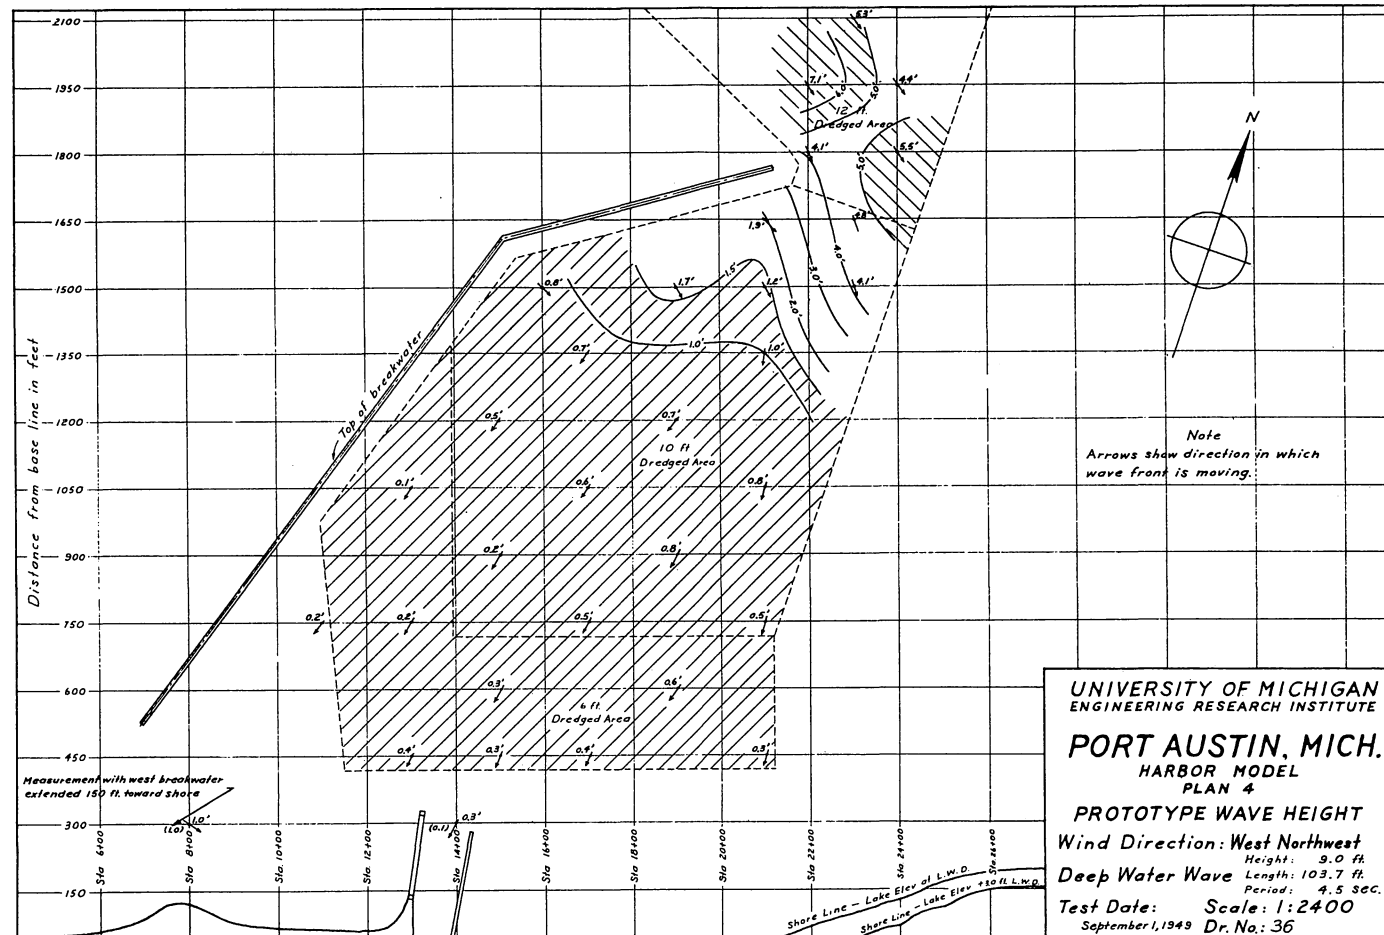 2100
1950
1800
1650
1500
1350
1200
1050
900
750
600
450
300
150
Distance from base line in feet
6.3'
7.1'
4.4'
6.0'
5.0'
12 ft.
Dredged Area
4.1'
5.5'
5.0'
1.9'
4.8'
4.0'
3.0'
2.0'
4.1'
0.8'
1.7'
1.5'
1.2'
0.7'
1.0'
1.0'
Top of breakwater
0.5'
0.7'
10 ft
Dredged Area
0.1'
0.6'
0.8'
0.2'
0.8'
0.2'
0.2'
0.5'
0.5'
0.3'
0.6'
6 ft.
Dredged Area
0.4'
0.3'
0.4'
0.3'
Measurement with west breakwater
extended 150 ft. toward shore
(1.0)
1.0'
(0.1)
0.3'
Sta 6+00
Sta 8+00
Sta.
Sta 12+00
Sta 14+00
Sta 16+00
Sta 18+00
Sta 20+00
Sta 22+00
Sta 24+00
Sta. 26+00
Shore Line - Lake Elev at L.W.D.
Shore Line - Lake Elev +2.0 ft L.W.D.
N
Note
Arrows show direction in which
wave front is moving.
UNIVERSITY OF MICHIGAN
ENGINEERING RESEARCH INSTITUTE
PORT AUSTIN, MICH.
HARBOR MODEL
PLAN 4
PROTOTYPE WAVE HEIGHT
Wind Direction: West Northwest
Height: 9.0 ft.
Deep Water Wave Length: 103.7 ft.
Period: 4.5 SEC.
Test Date: Scale: 1:2400
September 1, 1949 Dr. No.: 36